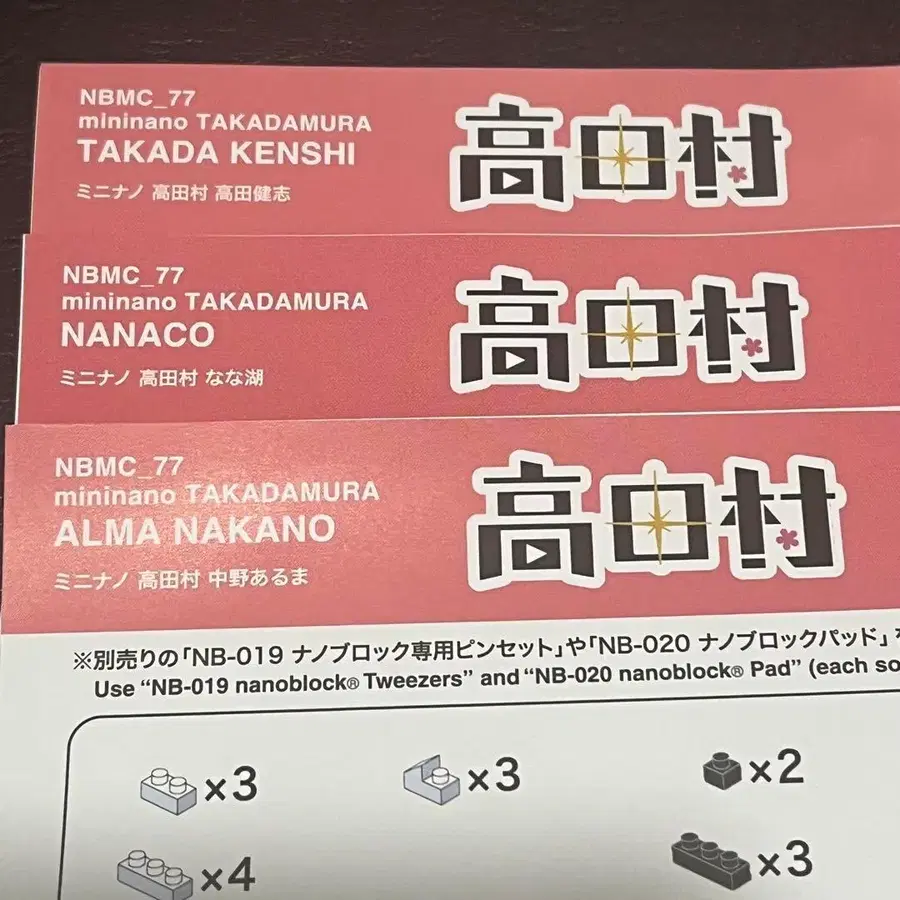 NBMC_77
mininano TAKADAMURA
TAKADA KENSHI
ミニナノ 高田村 高田健志
高田村
NBMC_77
mininano TAKADAMURA
NANACO
ミニナノ 高田村 なな湖
高田村
NBMC_77
mininano TAKADAMURA
ALMA NAKANO
ミニナノ 高田村 中野あるま
高田村
※別売りの「NB-019 ナノブロック専用ピンセット」や「NB-020 ナノブロックパッド」
Use “NB-019 nanoblock® Tweezers” and “NB-020 nanoblock® Pad” (each
×3
×3
×2
×4
×3